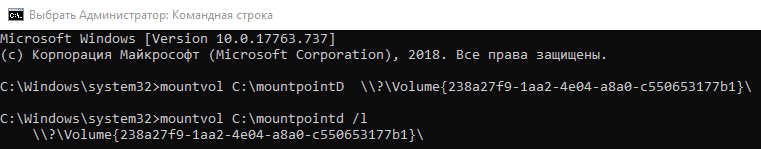 Выбрать Администратор: Командная строка
Microsoft Windows [Version 10.0.17763.737]
(c) Корпорация Майкрософт (Microsoft Corporation), 2018. Все права защищены.
C:\Windows\system32>mountvol C:\mountpointD  \\?\Volume{238a27f9-1aa2-4e04-a8a0-c550653177b1}\
C:\Windows\system32>mountvol C:\mountpointd /l
    \\?\Volume{238a27f9-1aa2-4e04-a8a0-c550653177b1}\